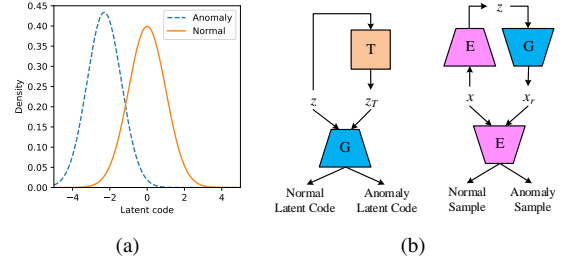 0.45
0.40
0.35
0.30
0.25
0.20
0.15
0.10
0.05
0.00
Density
−4 −2 0 2 4
Latent code
Anomaly
Normal
(a)
z
T
E
G
z
z_T
x
x_r
G
E
Normal
Latent Code
Anomaly
Latent Code
Normal
Sample
Anomaly
Sample
(b)